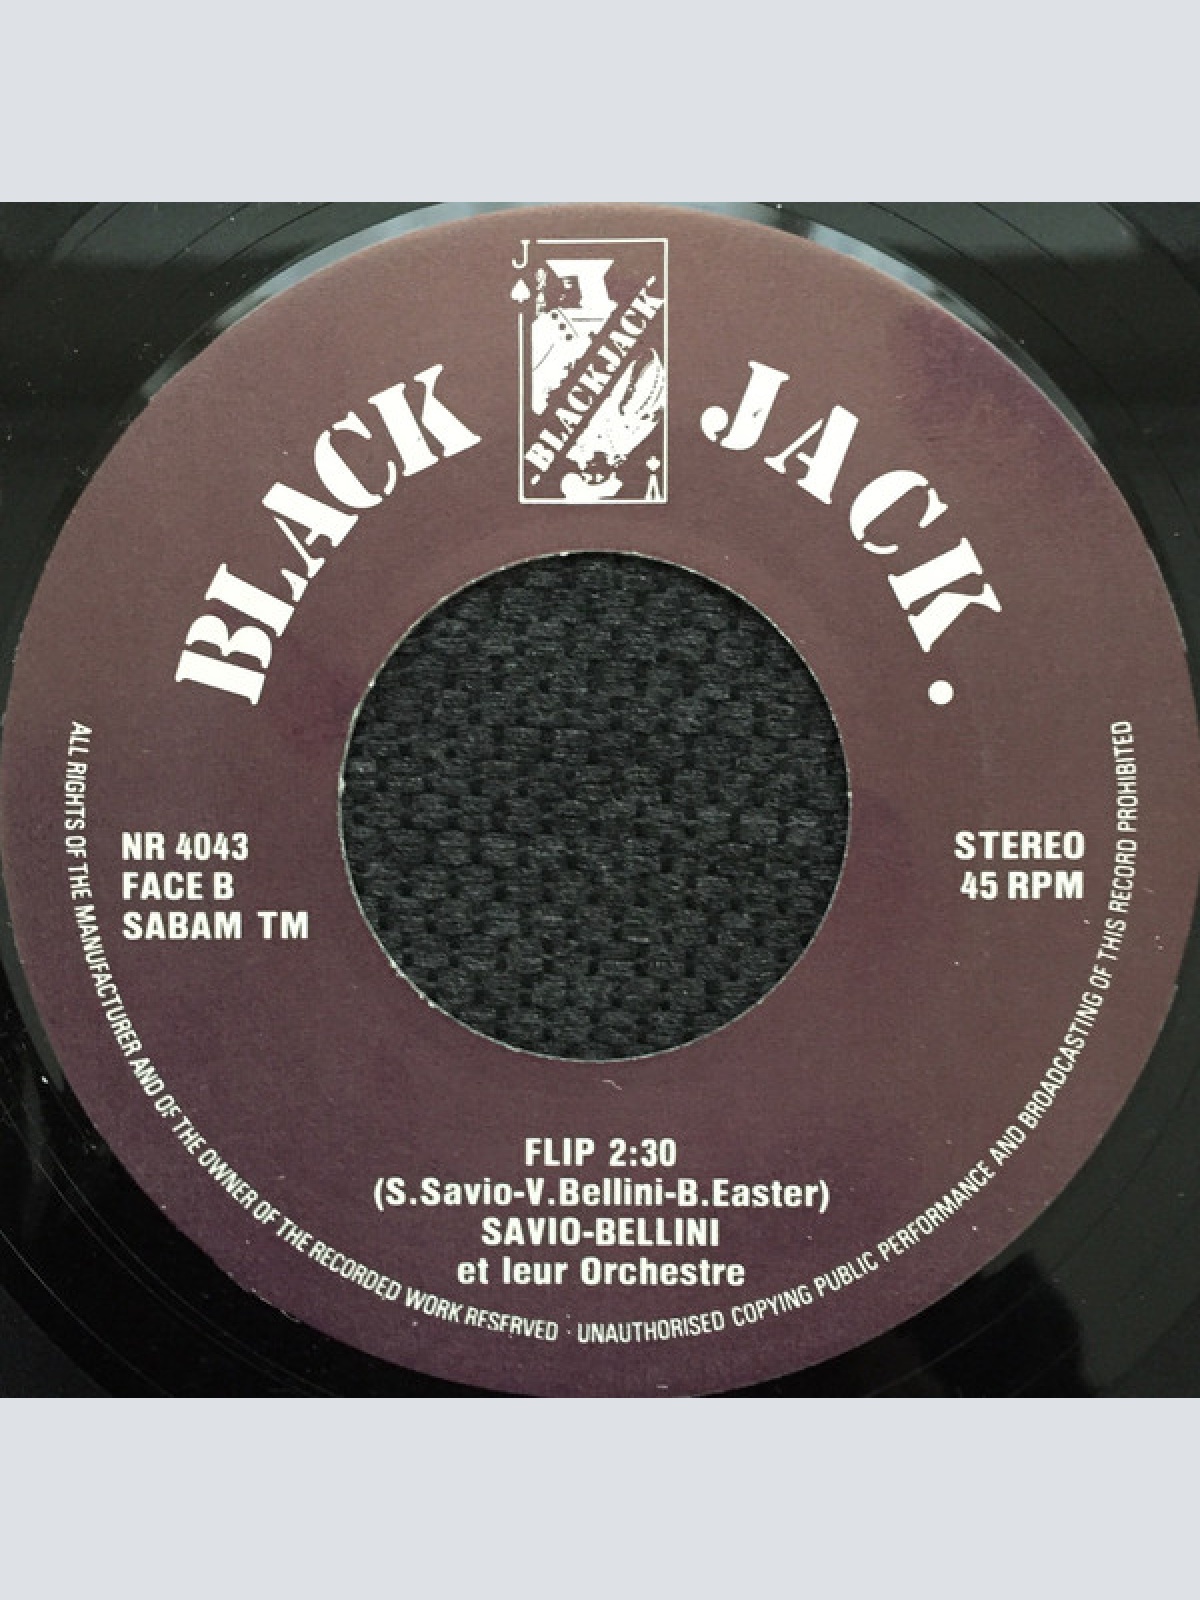 J
-BLACKJACK-
BLACK JACK.
NR 4043
FACE B
SABAM TM
STEREO
45 RPM
FLIP 2:30
(S.Savio-V.Bellini-B.Easter)
SAVIO-BELLINI
et leur Orchestre
ALL RIGHTS OF THE MANUFACTURER AND OF THE OWNER OF THE RECORDED WORK RESERVED · UNAUTHORISED COPYING PUBLIC PERFORMANCE AND BROADCASTING OF THIS RECORD PROHIBITED